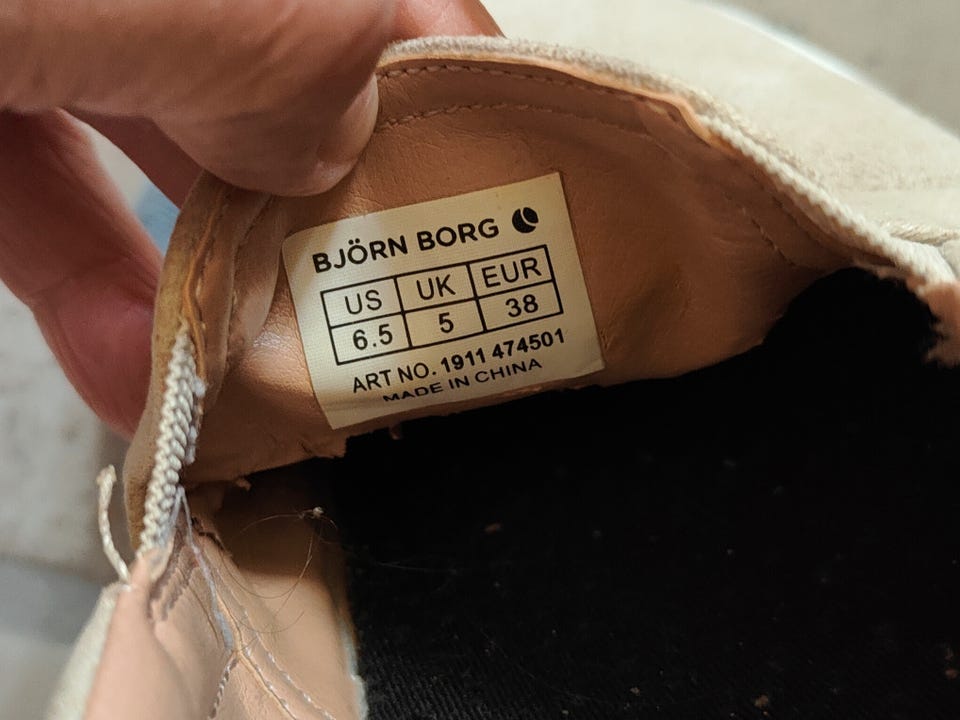 BJÖRN BORG
US UK EUR
6.5 5 38
ART NO. 1911 474501
MADE IN CHINA